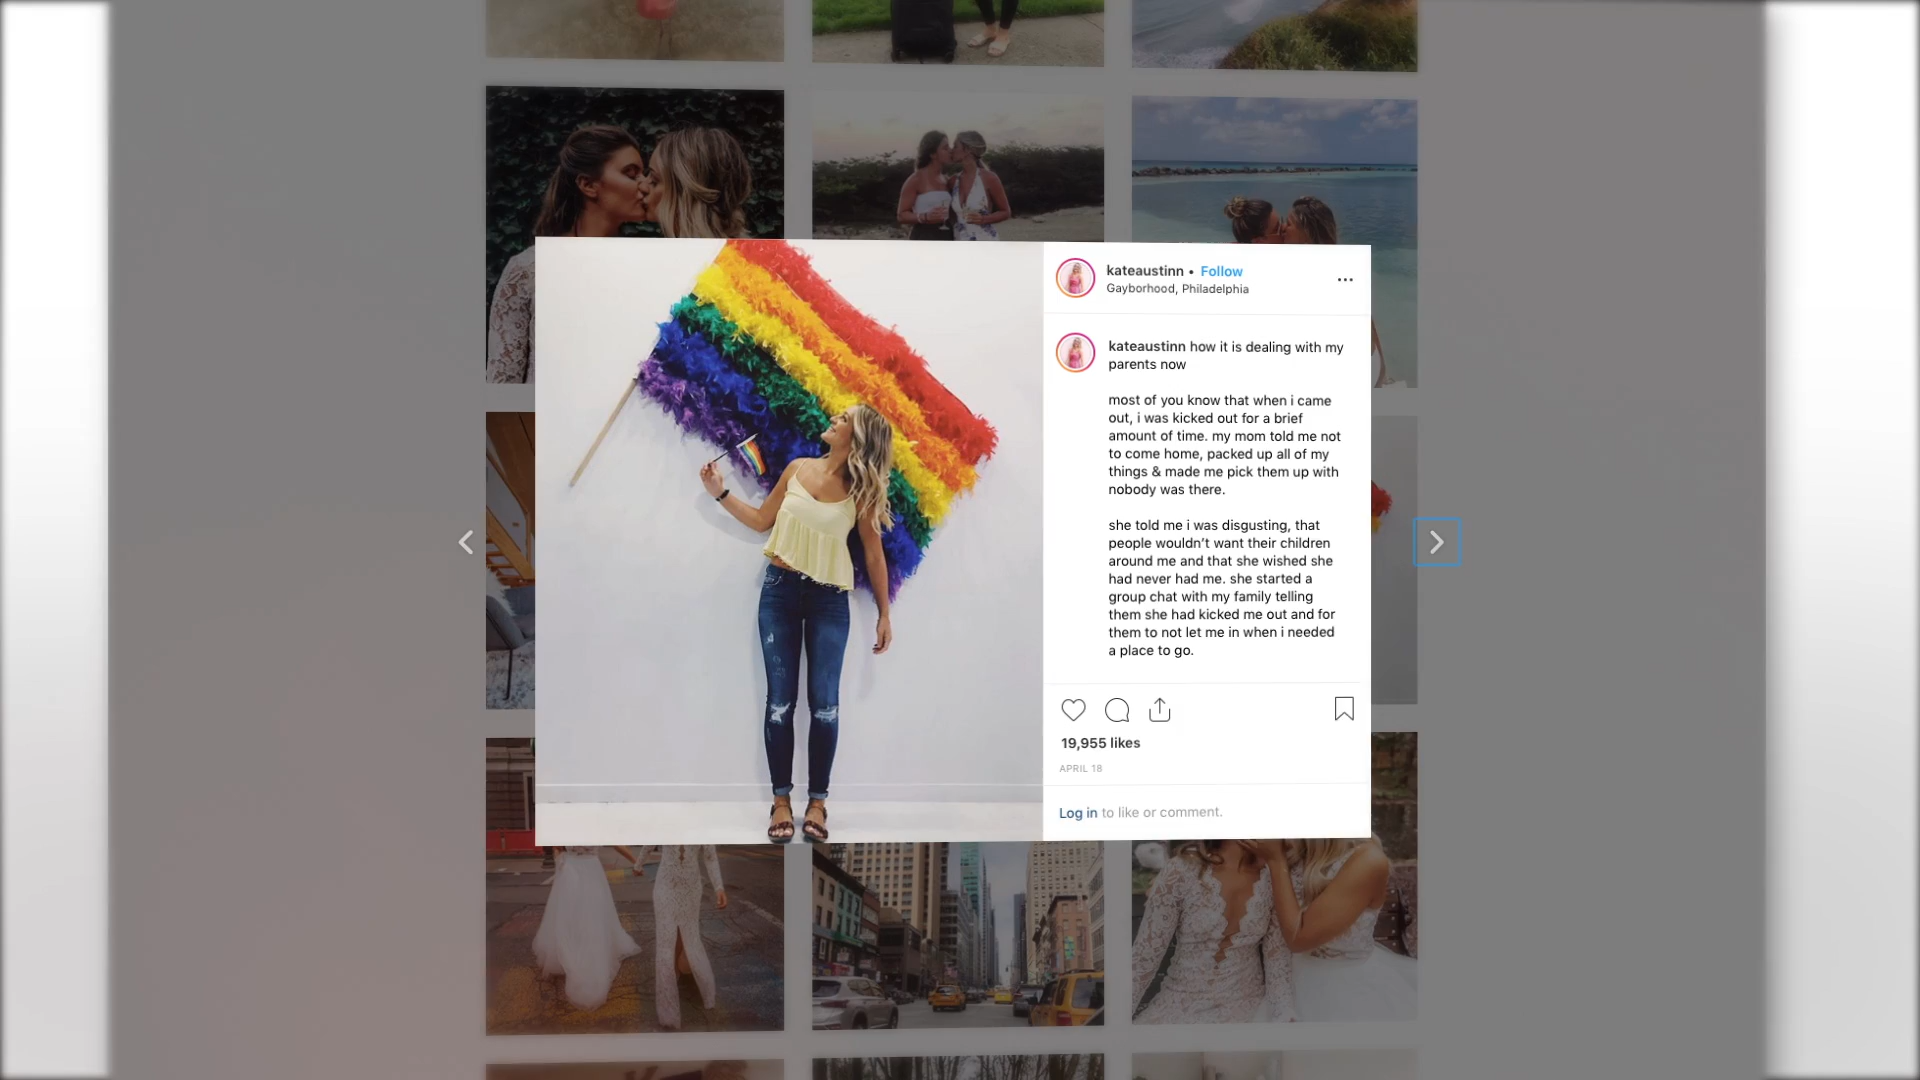 kateaustinn • Follow
Gayborhood, Philadelphia
kateaustinn how it is dealing with my
parents now
most of you know that when i came
out, i was kicked out for a brief
amount of time. my mom told me not
to come home, packed up all of my
things & made me pick them up with
nobody was there.
she told me i was disgusting, that
people wouldn’t want their children
around me and that she wished she
had never had me. she started a
group chat with my family telling
them she had kicked me out and for
them to not let me in when i needed
a place to go.
19,955 likes
APRIL 18
Log in to like or comment.